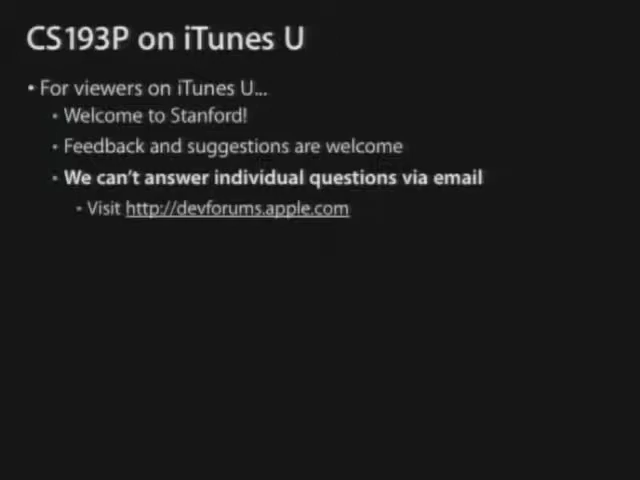 CS193P on iTunes U
• For viewers on iTunes U...
• Welcome to Stanford!
• Feedback and suggestions are welcome
• We can't answer individual questions via email
• Visit http://devforums.apple.com